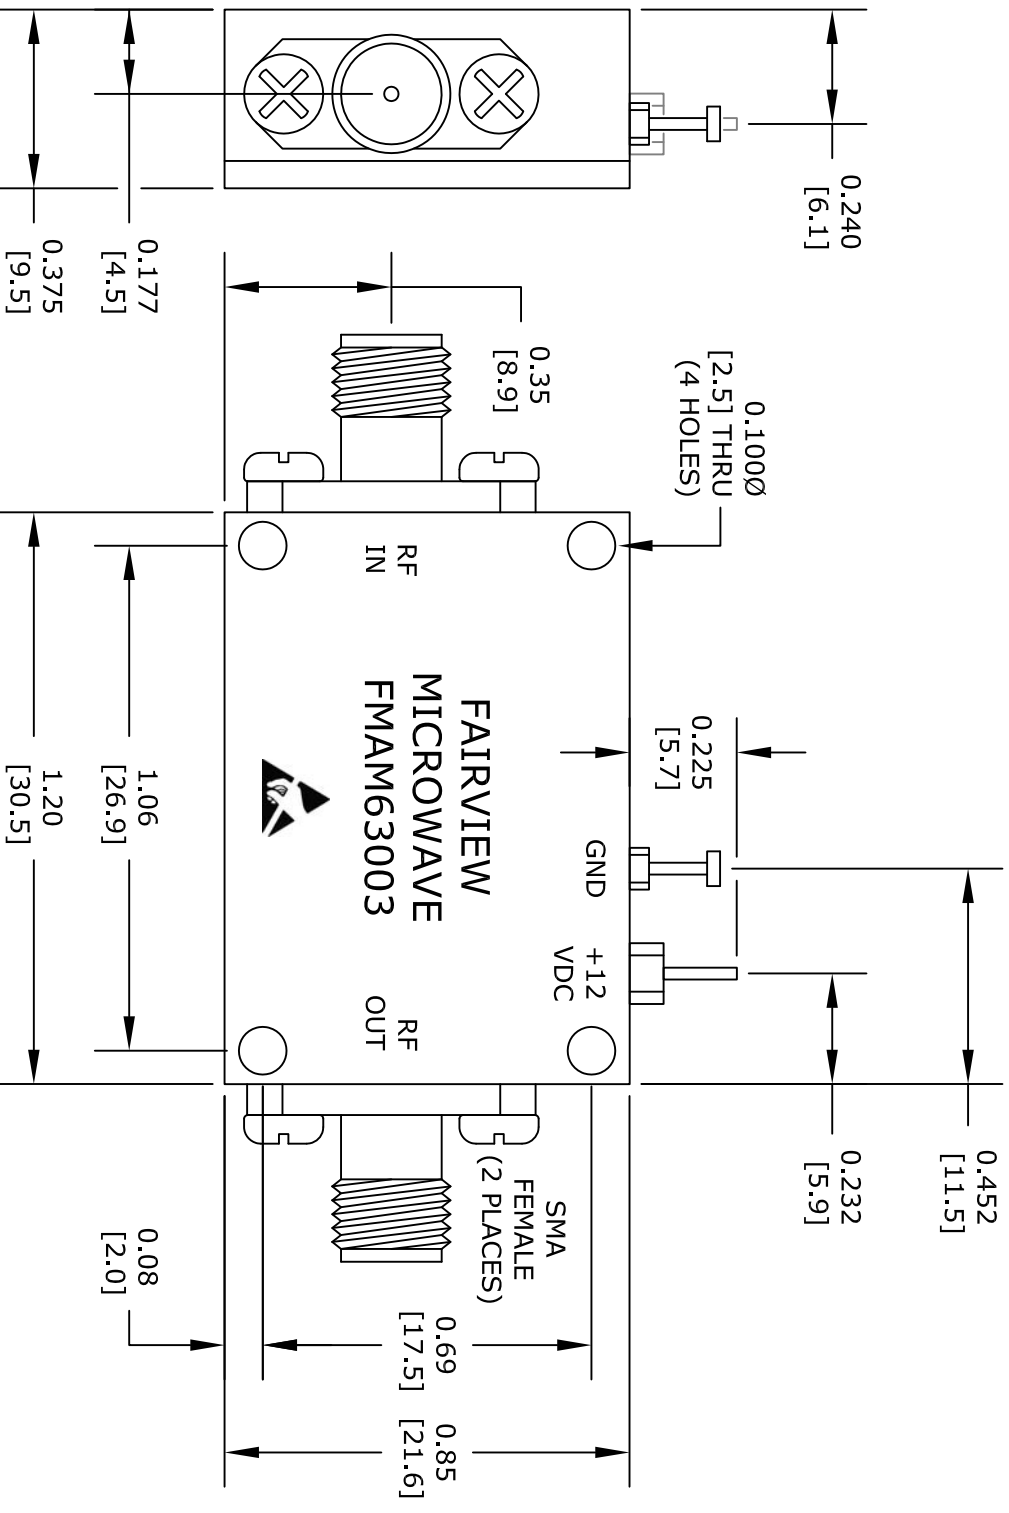 0.240
[6.1]
0.177
[4.5]
0.375
[9.5]
0.35
[8.9]
0.100Ø
[2.5] THRU
(4 HOLES)
RF
IN
FAIRVIEW
MICROWAVE
FMAM63003
0.225
[5.7]
GND
+12
VDC
RF
OUT
1.06
[26.9]
1.20
[30.5]
0.452
[11.5]
0.232
[5.9]
SMA
FEMALE
(2 PLACES)
0.08
[2.0]
0.69
[17.5]
0.85
[21.6]